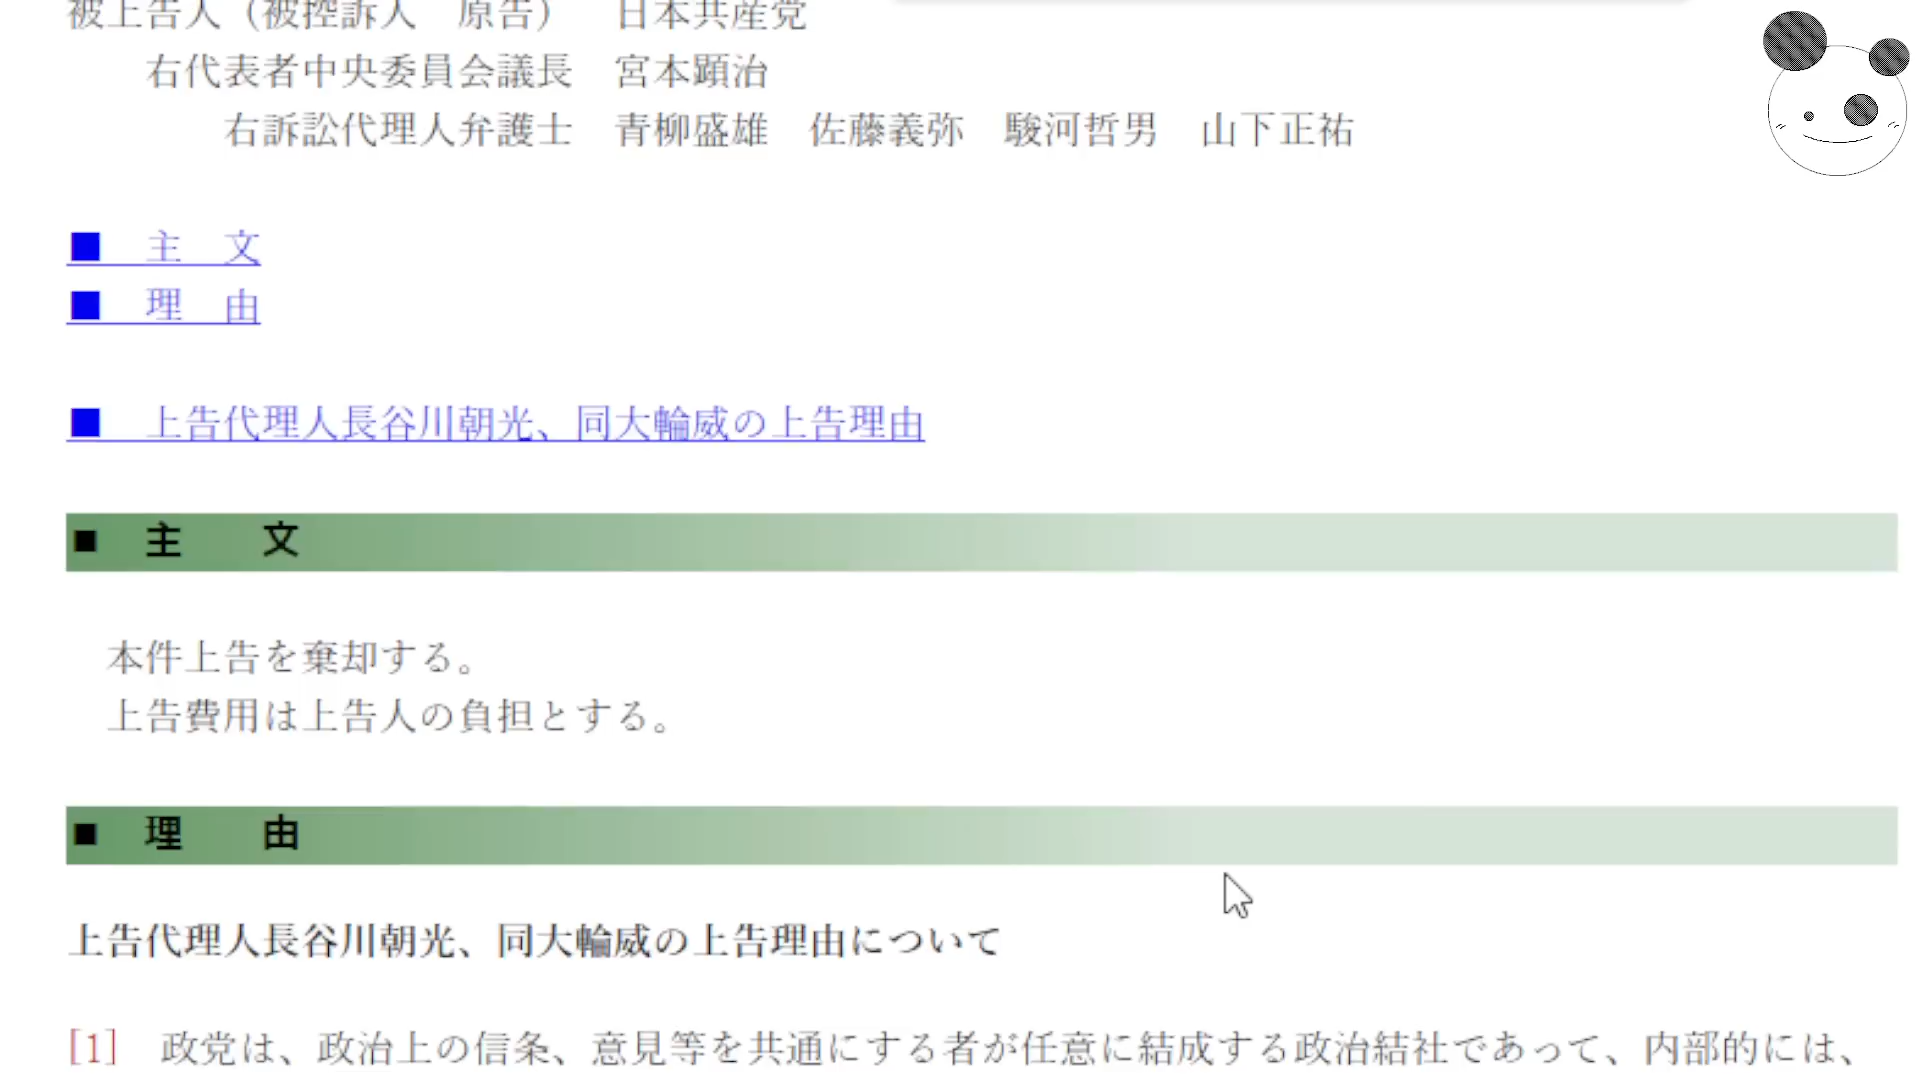 被上告人（被控訴人　原告）　日本共産党
右代表者中央委員会議長　宮本顕治
右訴訟代理人弁護士　青柳盛雄　佐藤義弥　駿河哲男　山下正祐
■　主　文
■　理　由
■　上告代理人長谷川朝光、同大輪威の上告理由
■　主　　文
本件上告を棄却する。
上告費用は上告人の負担とする。
■　理　　由
上告代理人長谷川朝光、同大輪威の上告理由について
[1]　政党は、政治上の信条、意見等を共通にする者が任意に結成する政治結社であって、内部的には、